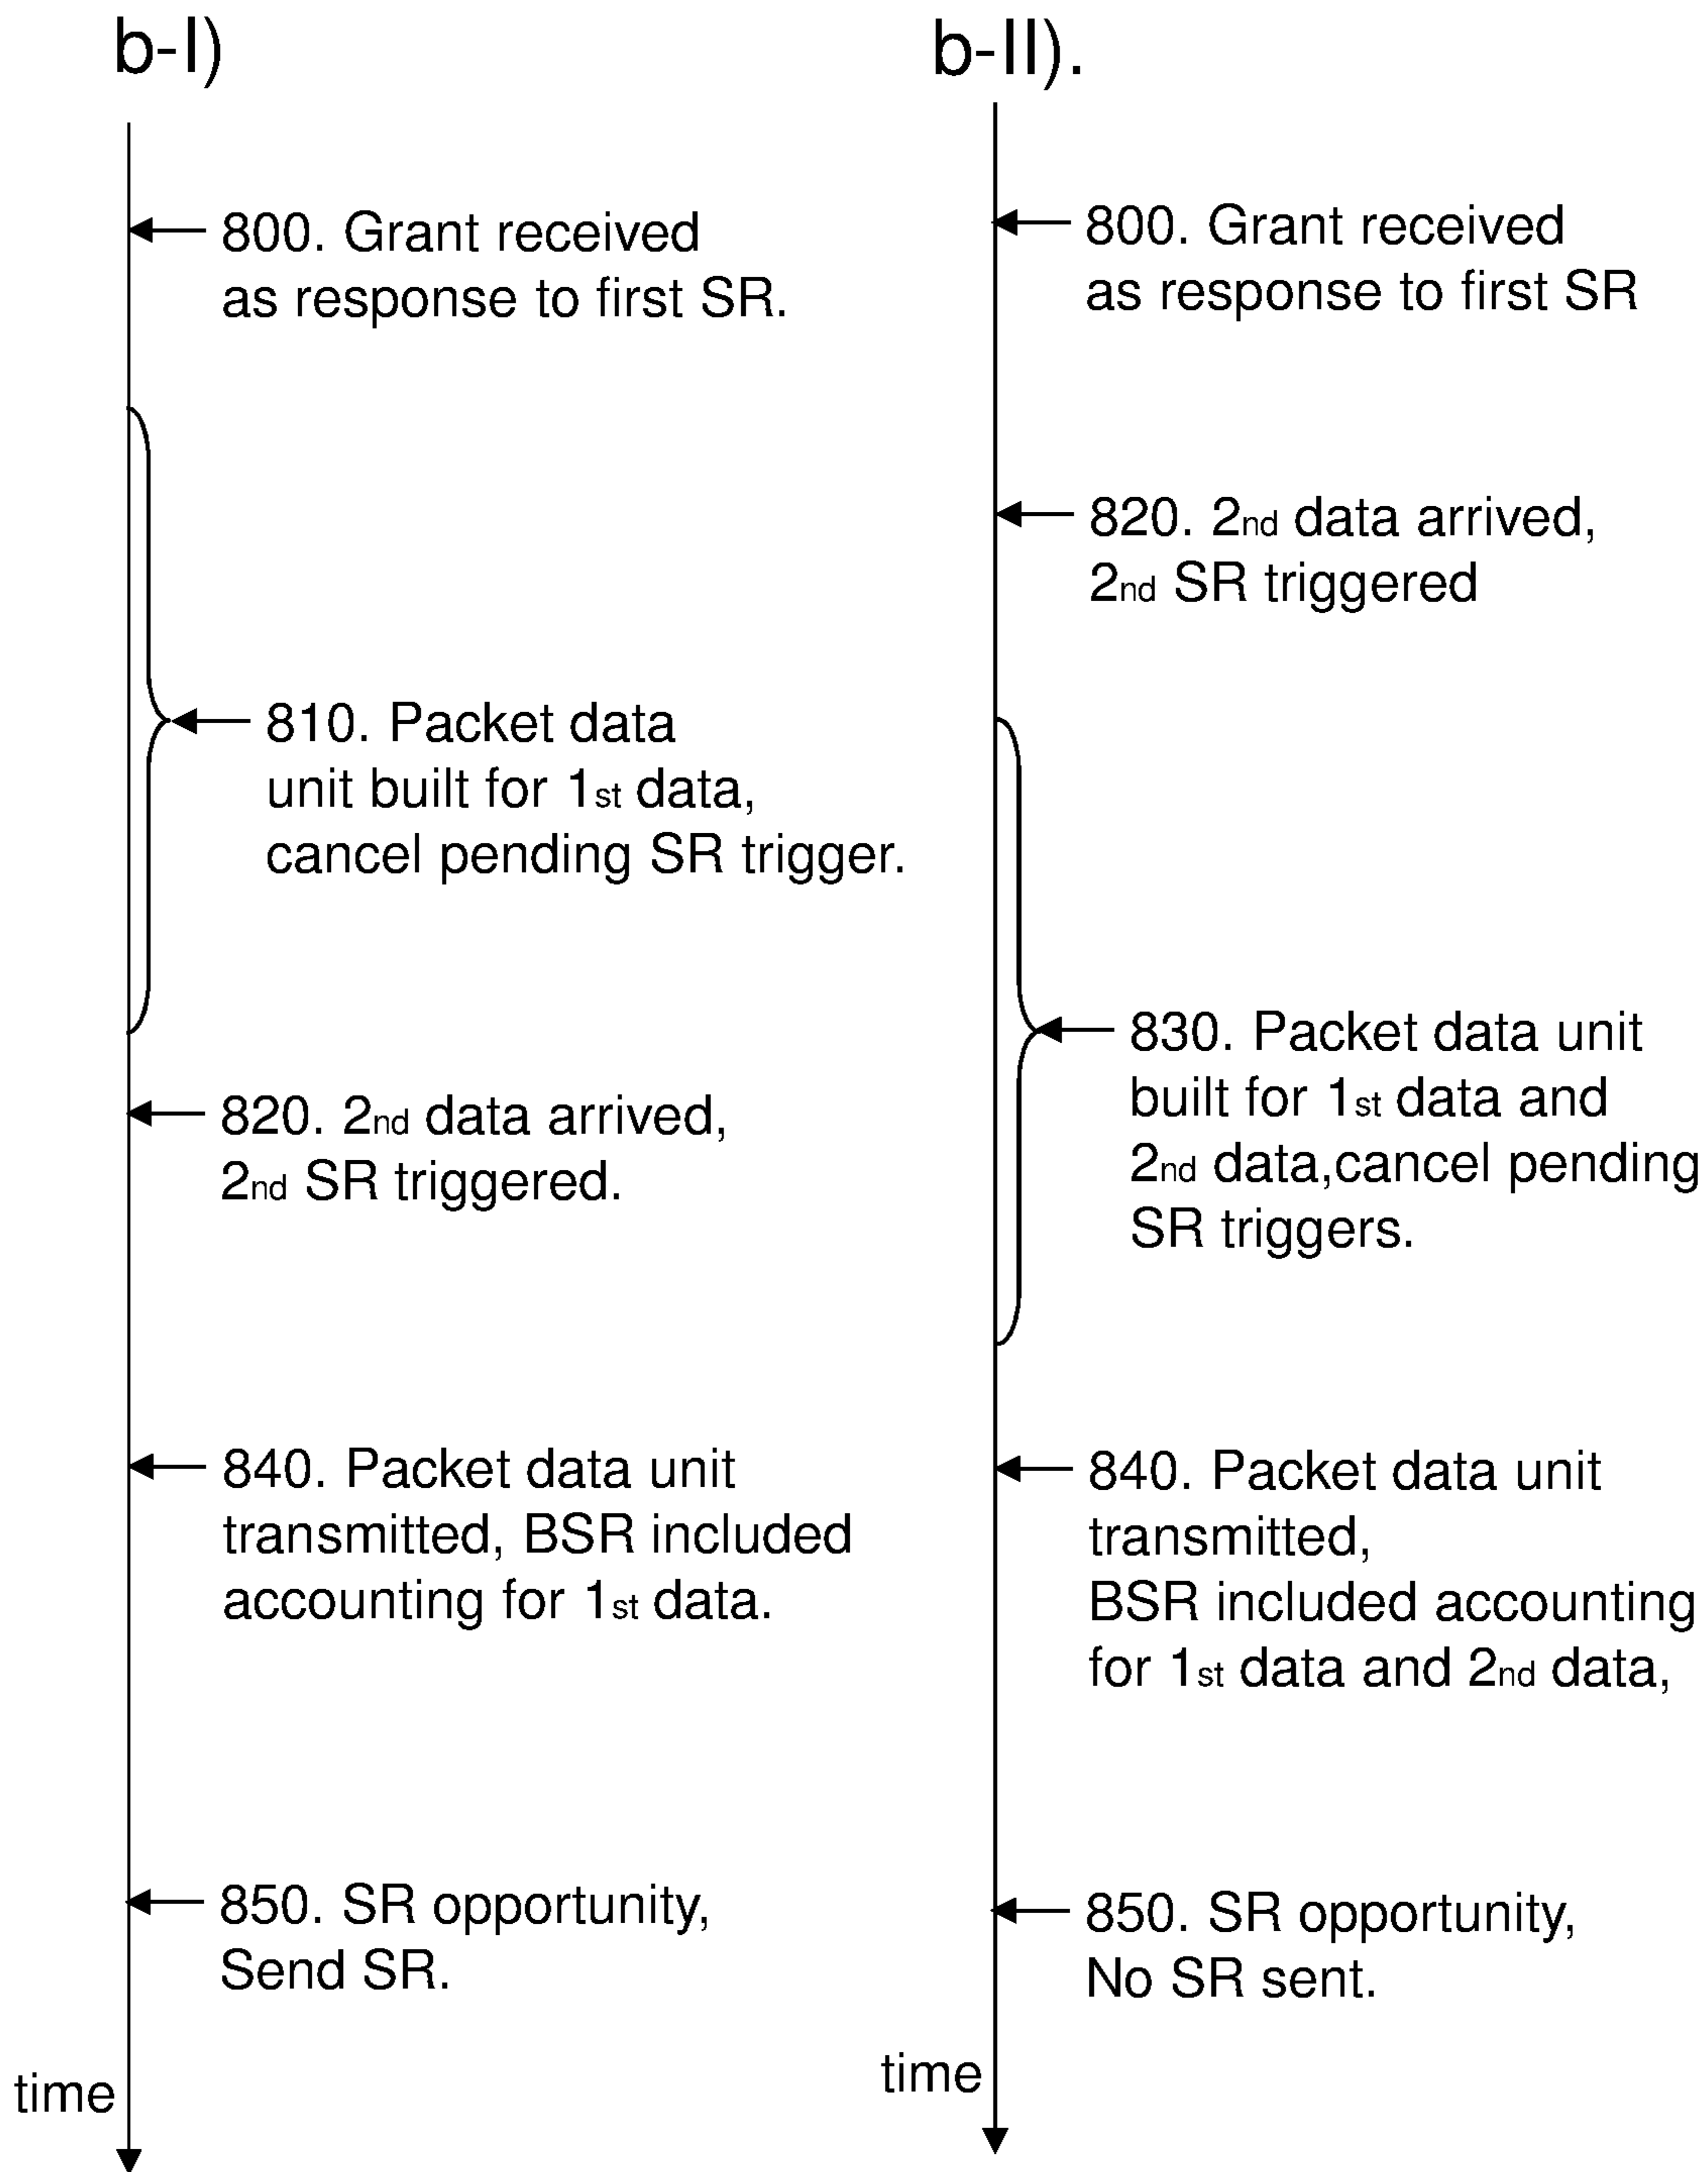 b-I)
800. Grant received
as response to first SR.
810. Packet data
unit built for 1st data,
cancel pending SR trigger.
820. 2nd data arrived,
2nd SR triggered.
840. Packet data unit
transmitted, BSR included
accounting for 1st data.
850. SR opportunity,
Send SR.
time
b-II).
800. Grant received
as response to first SR
820. 2nd data arrived,
2nd SR triggered
830. Packet data unit
built for 1st data and
2nd data,cancel pending
SR triggers.
840. Packet data unit
transmitted,
BSR included accounting
for 1st data and 2nd data,
850. SR opportunity,
No SR sent.
time